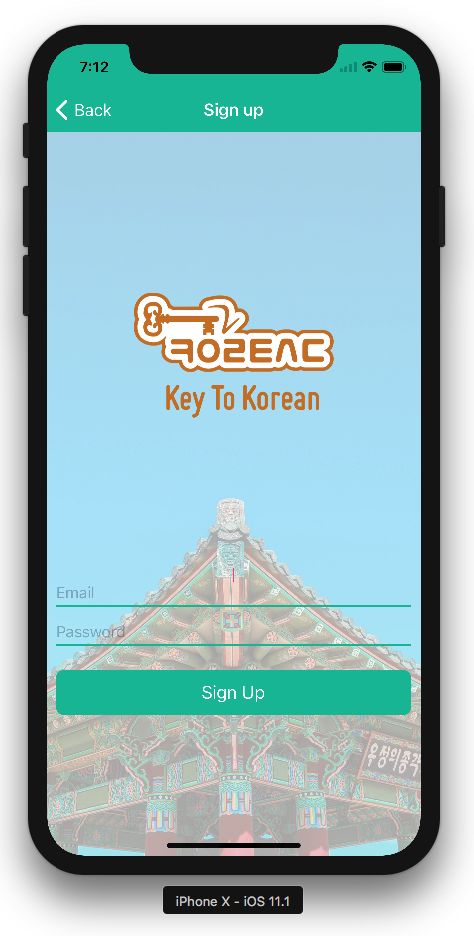 7:12
Back
Sign up
ㅋОᄅEㅅC
Key To Korean
Email
Password
Sign Up
우정의종각
iPhone X - iOS 11.1